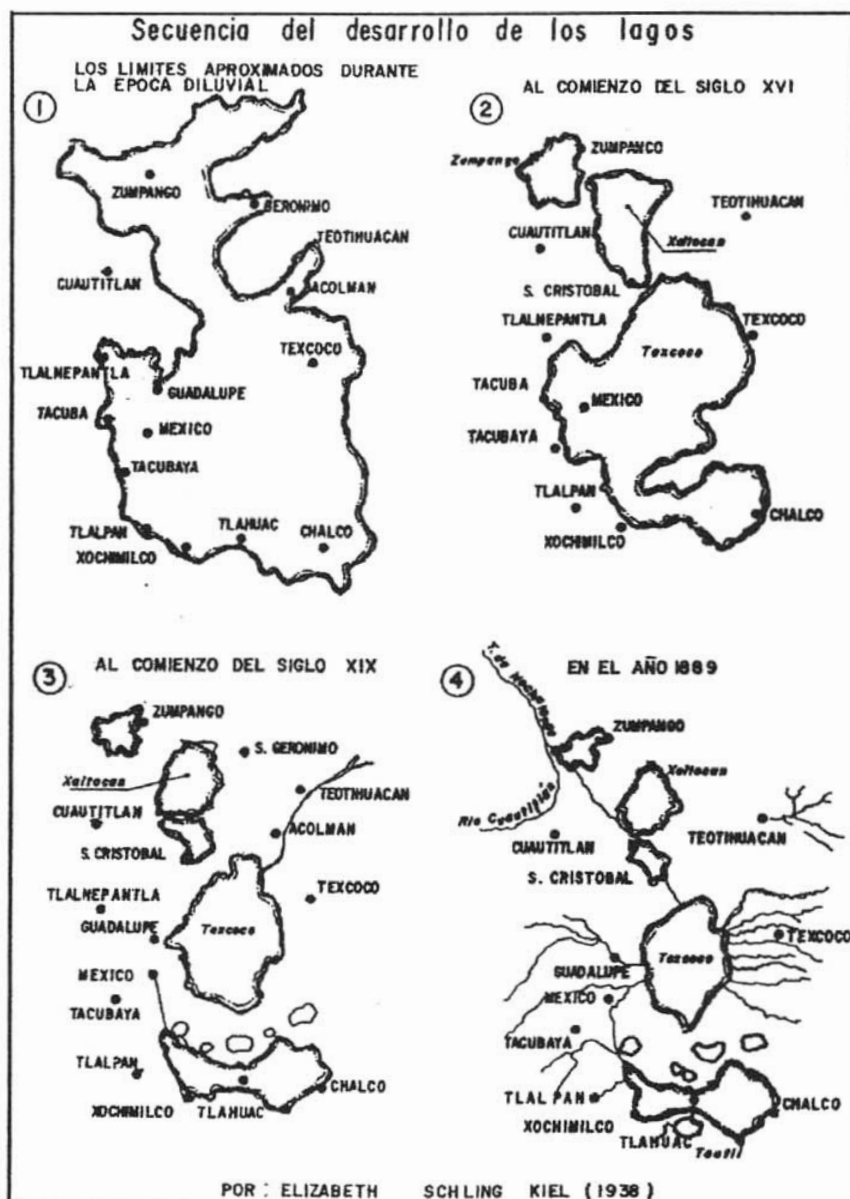 Secuencia del desarrollo de los lagos
1
LOS LIMITES APROXIMADOS DURANTE
LA EPOCA DILUVIAL
ZUMPANGO
GERONIMO
TEOTIHUACAN
CUAUTITLAN
ACOLMAN
TEXCOCO
TLALNEPANTLA
GUADALUPE
TACUBA
MEXICO
TACUBAYA
TLALPAN
TLAHUAC
CHALCO
XOCHIMILCO
2
AL COMIENZO DEL SIGLO XVI
Zumpango
ZUMPANCO
TEOTIHUACAN
CUAUTITLAN
Xaltocan
S. CRISTOBAL
TLALNEPANTLA
TEXCOCO
Texcoco
TACUBA
MEXICO
TACUBAYA
TLALPAN
CHALCO
XOCHIMILCO
3
AL COMIENZO DEL SIGLO XIX
ZUMPANGO
S. GERONIMO
Xaltocan
TEOTIHUACAN
CUAUTITLAN
ACOLMAN
S. CRISTOBAL
TLALNEPANTLA
TEXCOCO
GUADALUPE
Texcoco
MEXICO
TACUBAYA
TLALPAN
CHALCO
XOCHIMILCO
TLAHUAC
4
EN EL AÑO 1889
T. de
ZUMPANGO
Xaltocan
Rio Cuautitlán
CUAUTITLAN
TEOTIHUACAN
S. CRISTOBAL
TEXCOCO
Texcoco
GUADALUPE
MEXICO
TACUBAYA
TLALPAN
CHALCO
XOCHIMILCO
TLAHUAC
POR: ELIZABETH SCHLING KIEL (1938)